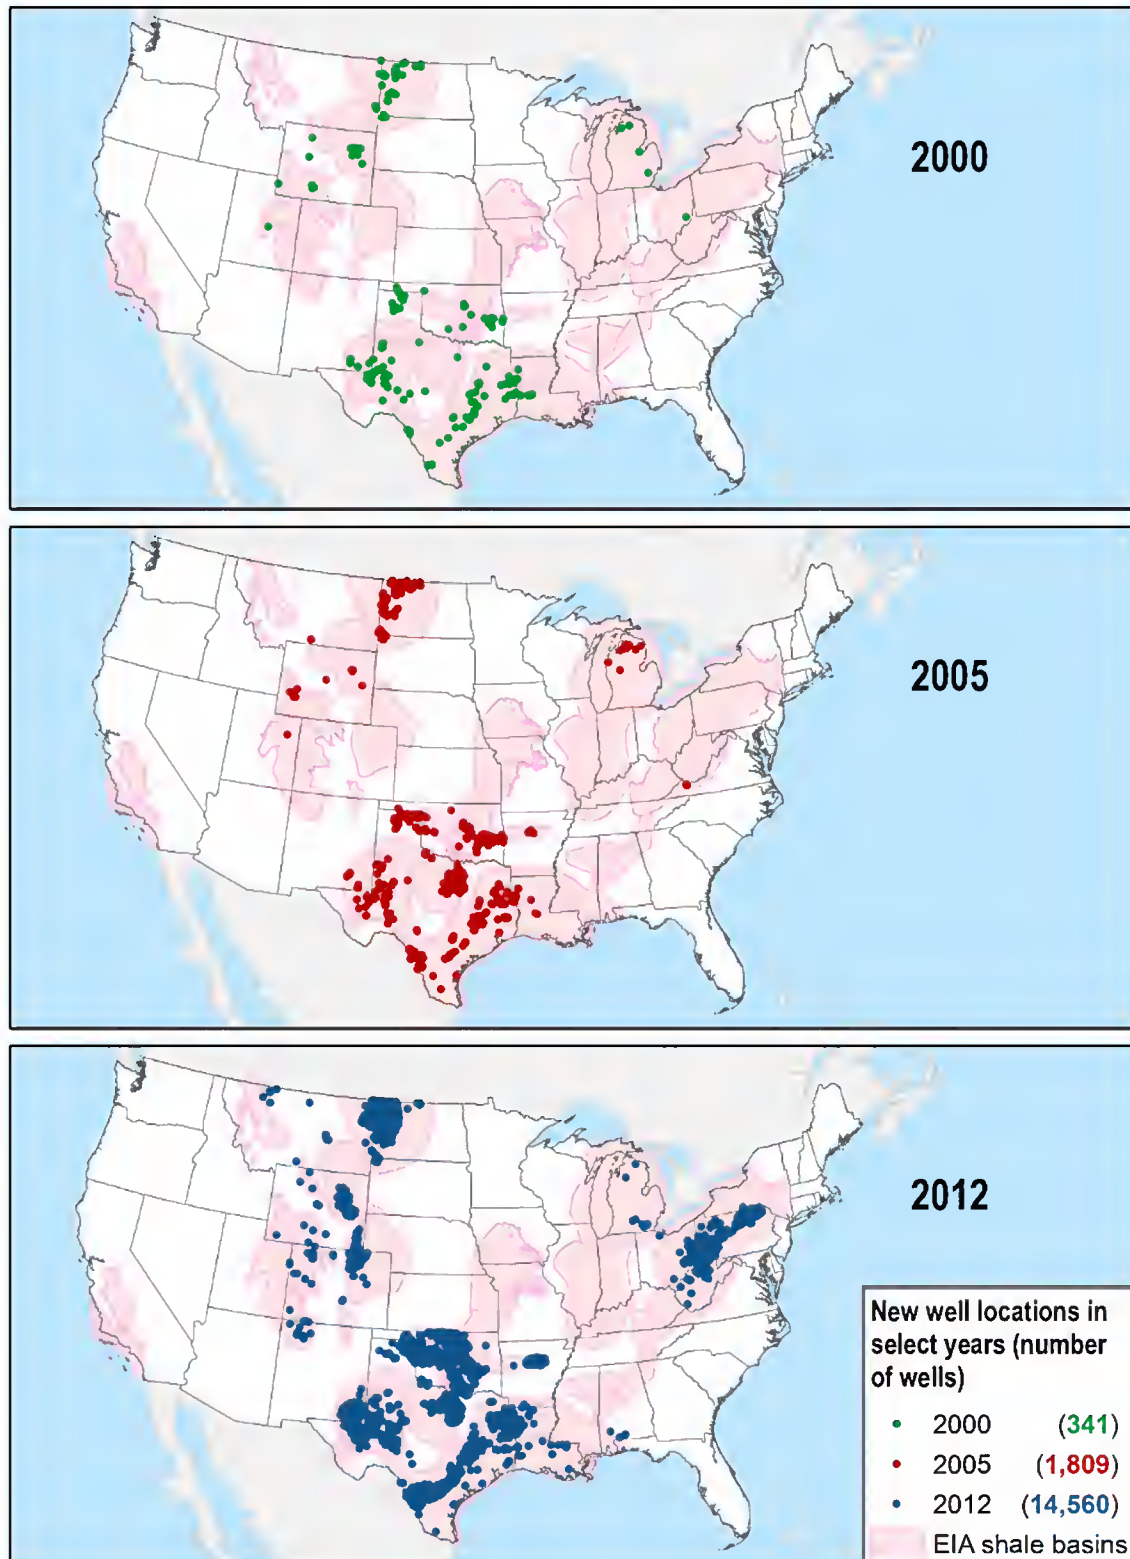 2000
2005
2012
New well locations in
select years (number
of wells)
2000 (341)
2005 (1,809)
2012 (14,560)
EIA shale basins